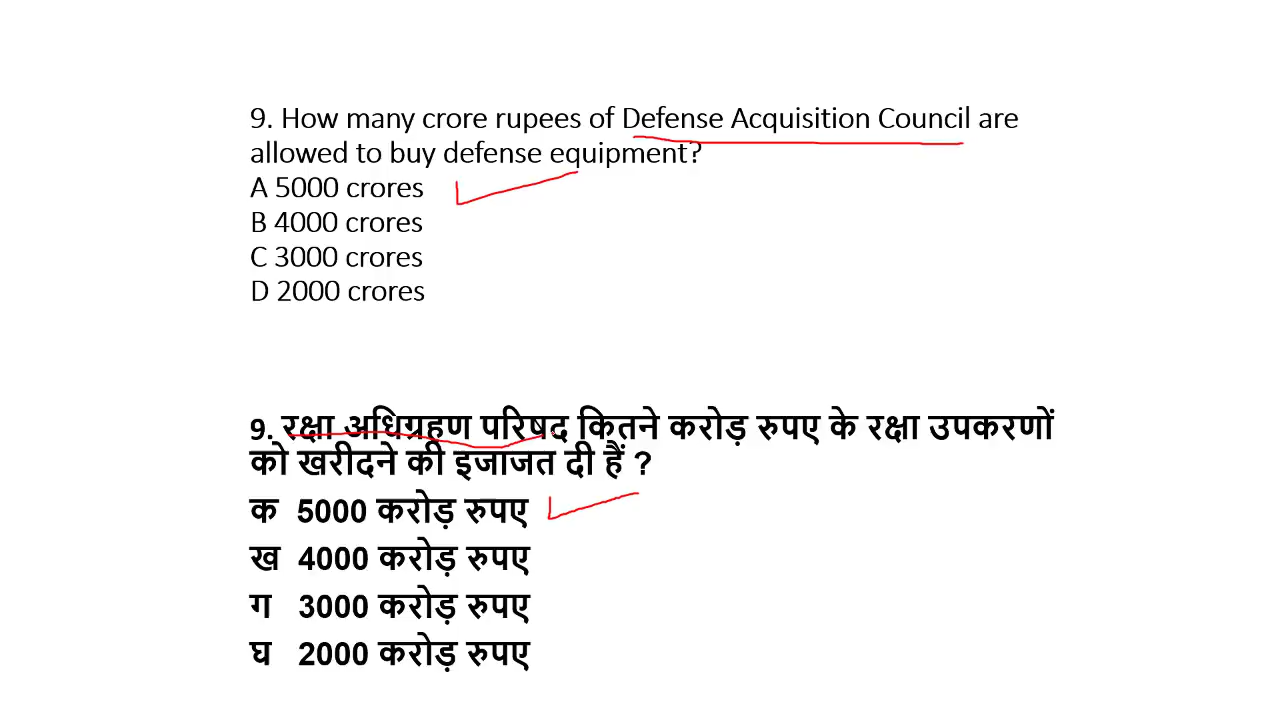 9. How many crore rupees of Defense Acquisition Council are
allowed to buy defense equipment?
A 5000 crores
B 4000 crores
C 3000 crores
D 2000 crores
9. रक्षा अधिग्रहण परिषद कितने करोड़ रुपए के रक्षा उपकरणों
को खरीदने की इजाजत दी हैं ?
क 5000 करोड़ रुपए
ख 4000 करोड़ रुपए
ग 3000 करोड़ रुपए
घ 2000 करोड़ रुपए